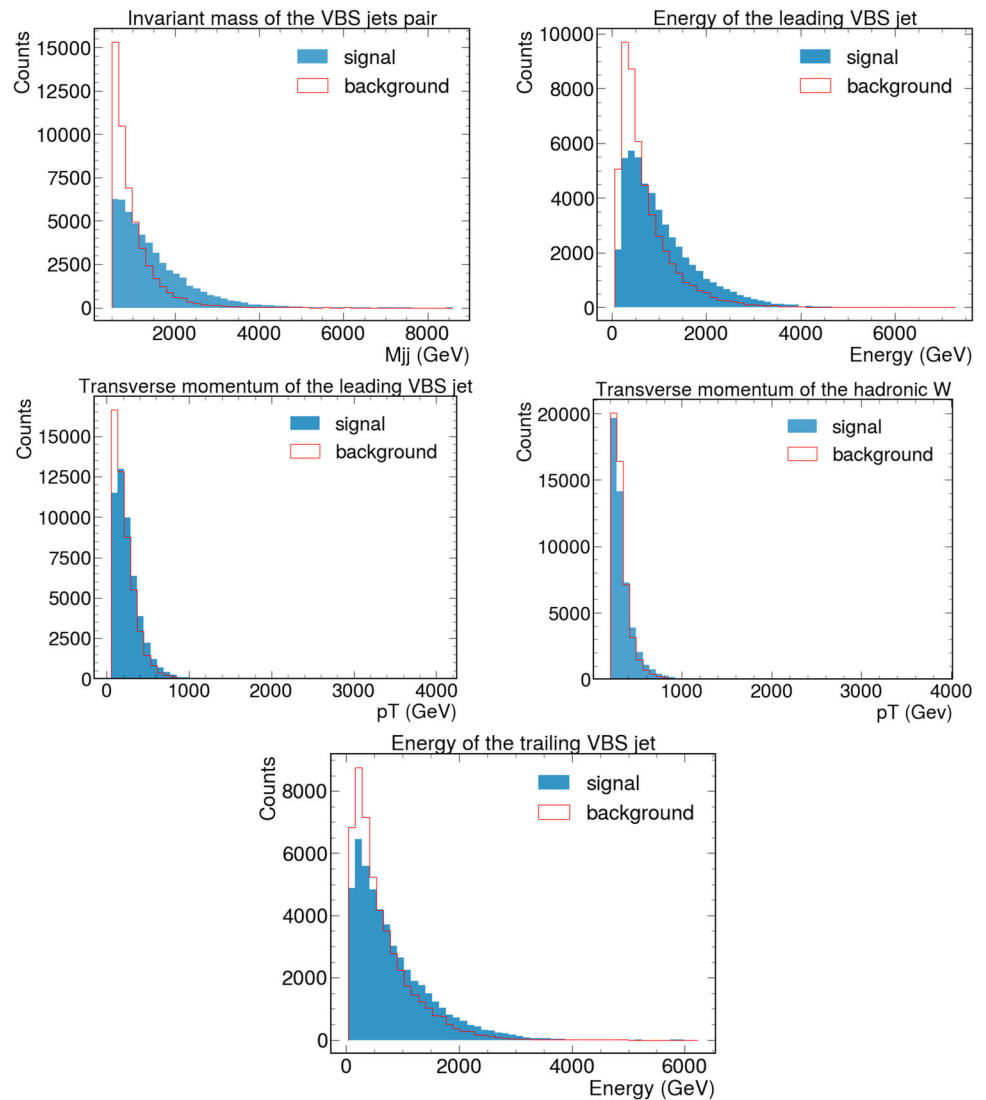 Invariant mass of the VBS jets pair
Counts
15000
12500
10000
7500
5000
2500
0
signal
background
2000 4000 6000 8000
Mjj (GeV)
Energy of the leading VBS jet
Counts
10000
8000
6000
4000
2000
0
signal
background
0 2000 4000 6000
Energy (GeV)
Transverse momentum of the leading VBS jet
Counts
15000
12500
10000
7500
5000
2500
0
signal
background
0 1000 2000 3000 4000
pT (GeV)
Transverse momentum of the hadronic W
Counts
20000
15000
10000
5000
0
signal
background
1000 2000 3000 4000
pT (Gev)
Energy of the trailing VBS jet
Counts
8000
6000
4000
2000
0
signal
background
0 2000 4000 6000
Energy (GeV)